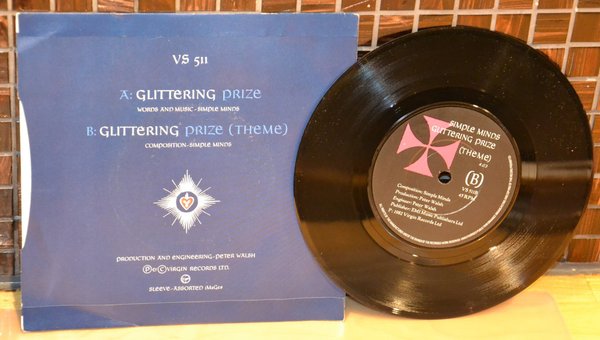 VS 511
A: GLITTERING PRIZE
WORDS AND MUSIC - SIMPLE MINDS
B: GLITTERING PRIZE (THEME)
COMPOSITION - SIMPLE MINDS
PRODUCTION AND ENGINEERING - PETER WALSH
Ⓟ & Ⓒ VIRGIN RECORDS LTD.
SLEEVE - ASSORTED iMaGes
SIMPLE MINDS
GLITTERING PRIZE
(THEME)
(B)
45 RPM
Composition: Simple Minds
Production: Peter Walsh
Engineer: Peter Walsh
Publisher: EMI Music Publishers Ltd
Ⓟ 1982 Virgin Records Ltd